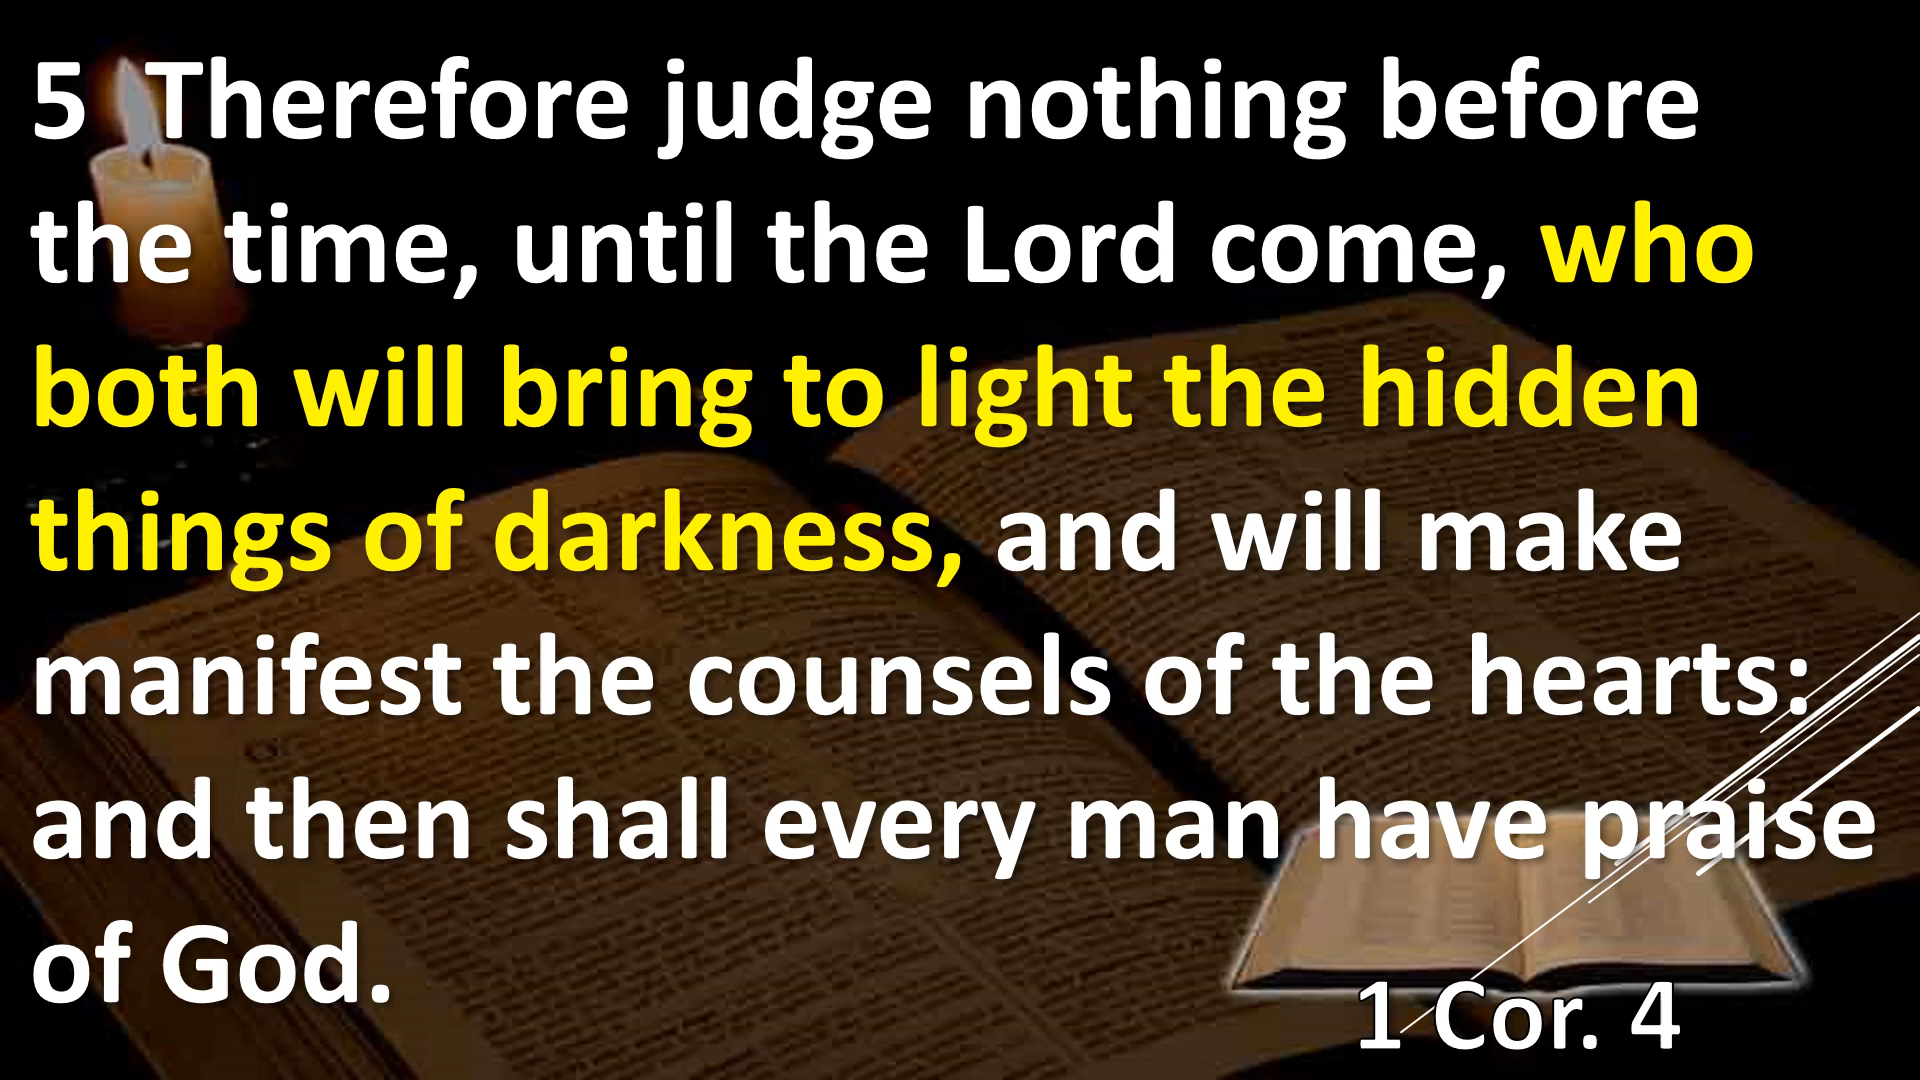 5  Therefore judge nothing before
the time, until the Lord come, who
both will bring to light the hidden
things of darkness, and will make
manifest the counsels of the hearts:
and then shall every man have praise
of God.
1 Cor. 4